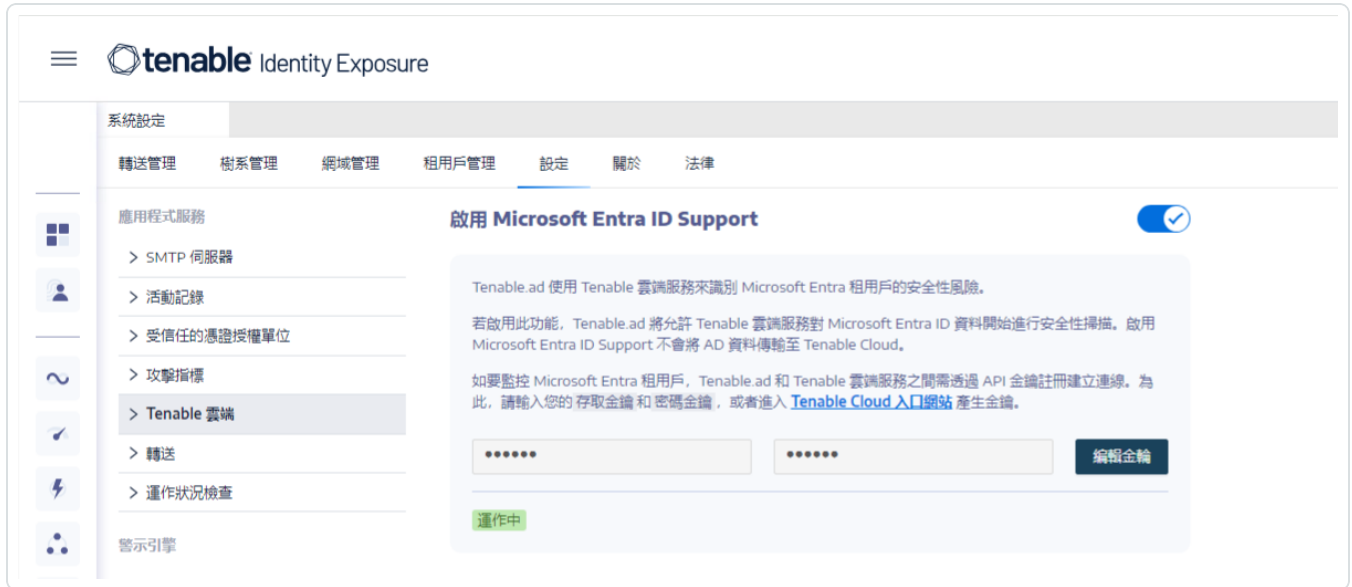 tenable Identity Exposure
系統設定
轉送管理 樹系管理 網域管理 租用戶管理 設定 關於 法律
應用程式服務
SMTP 伺服器
活動記錄
受信任的憑證授權單位
攻擊指標
Tenable 雲端
轉送
運作狀況檢查
警示引擎
啟用 Microsoft Entra ID Support
Tenable.ad 使用 Tenable 雲端服務來識別 Microsoft Entra 租用戶的安全性風險。
若啟用此功能，Tenable.ad 將允許 Tenable 雲端服務對 Microsoft Entra ID 資料開始進行安全性掃描。啟用
Microsoft Entra ID Support 不會將 AD 資料傳輸至 Tenable Cloud。
如要監控 Microsoft Entra 租用戶，Tenable.ad 和 Tenable 雲端服務之間需透過 API 金鑰註冊建立連線。為
此，請輸入您的 存取金鑰 和 密碼金鑰 ，或者進入 Tenable Cloud 入口網站 產生金鑰。
•••••• •••••• 編輯金輪
運作中